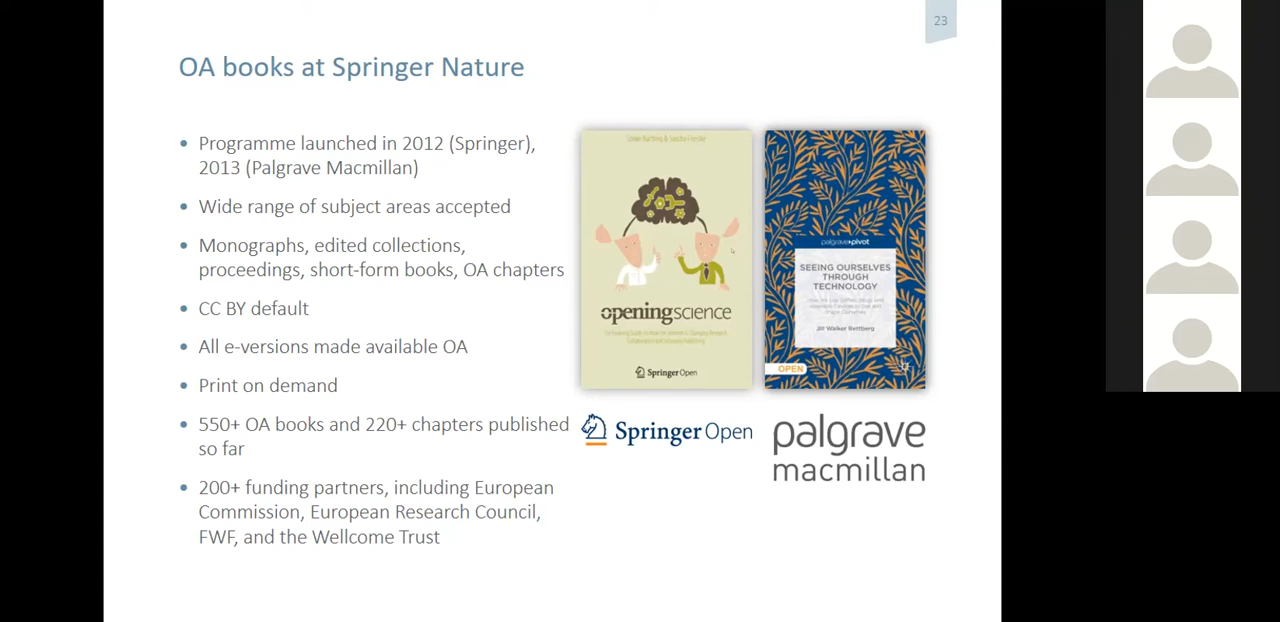 23
OA books at Springer Nature
• Programme launched in 2012 (Springer),
2013 (Palgrave Macmillan)
• Wide range of subject areas accepted
• Monographs, edited collections,
proceedings, short-form books, OA chapters
• CC BY default
• All e-versions made available OA
• Print on demand
• 550+ OA books and 220+ chapters published
so far
• 200+ funding partners, including European
Commission, European Research Council,
FWF, and the Wellcome Trust
openingscience
Springer Open
palgrave pivot
SEEING OURSELVES
THROUGH
TECHNOLOGY
Jill Walker Rettberg
OPEN
Springer Open
palgrave
macmillan